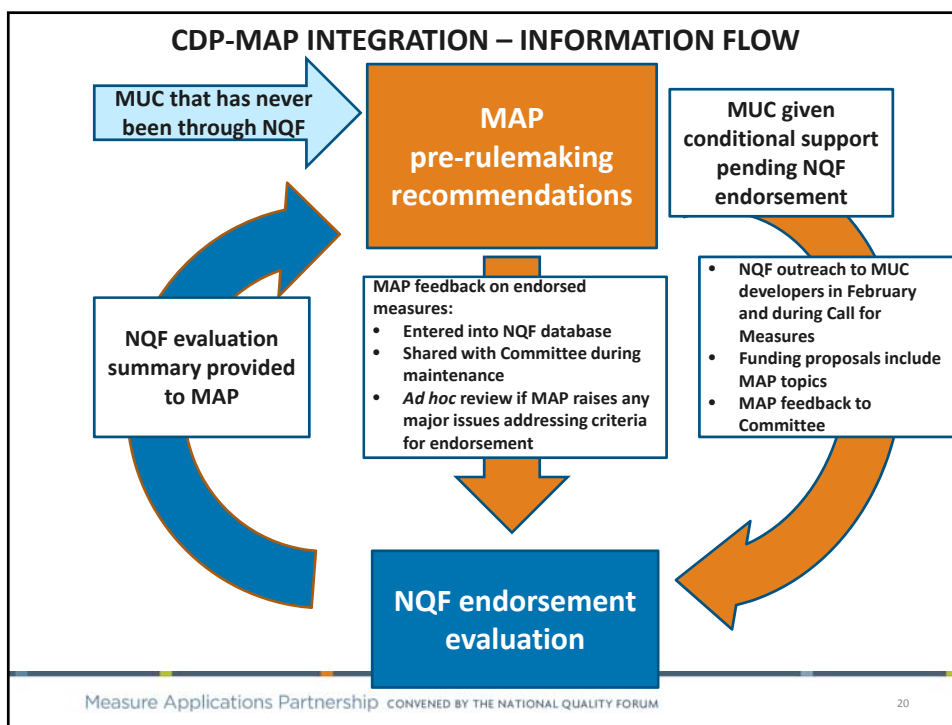 CDP-MAP INTEGRATION – INFORMATION FLOW
MUC that has never
been through NQF
MAP
pre-rulemaking
recommendations
MUC given
conditional support
pending NQF
endorsement
NQF evaluation
summary provided
to MAP
MAP feedback on endorsed
measures:
• Entered into NQF database
• Shared with Committee during
maintenance
• Ad hoc review if MAP raises any
major issues addressing criteria
for endorsement
• NQF outreach to MUC
developers in February
and during Call for
Measures
• Funding proposals include
MAP topics
• MAP feedback to
Committee
NQF endorsement
evaluation
Measure Applications Partnership CONVENED BY THE NATIONAL QUALITY FORUM
20